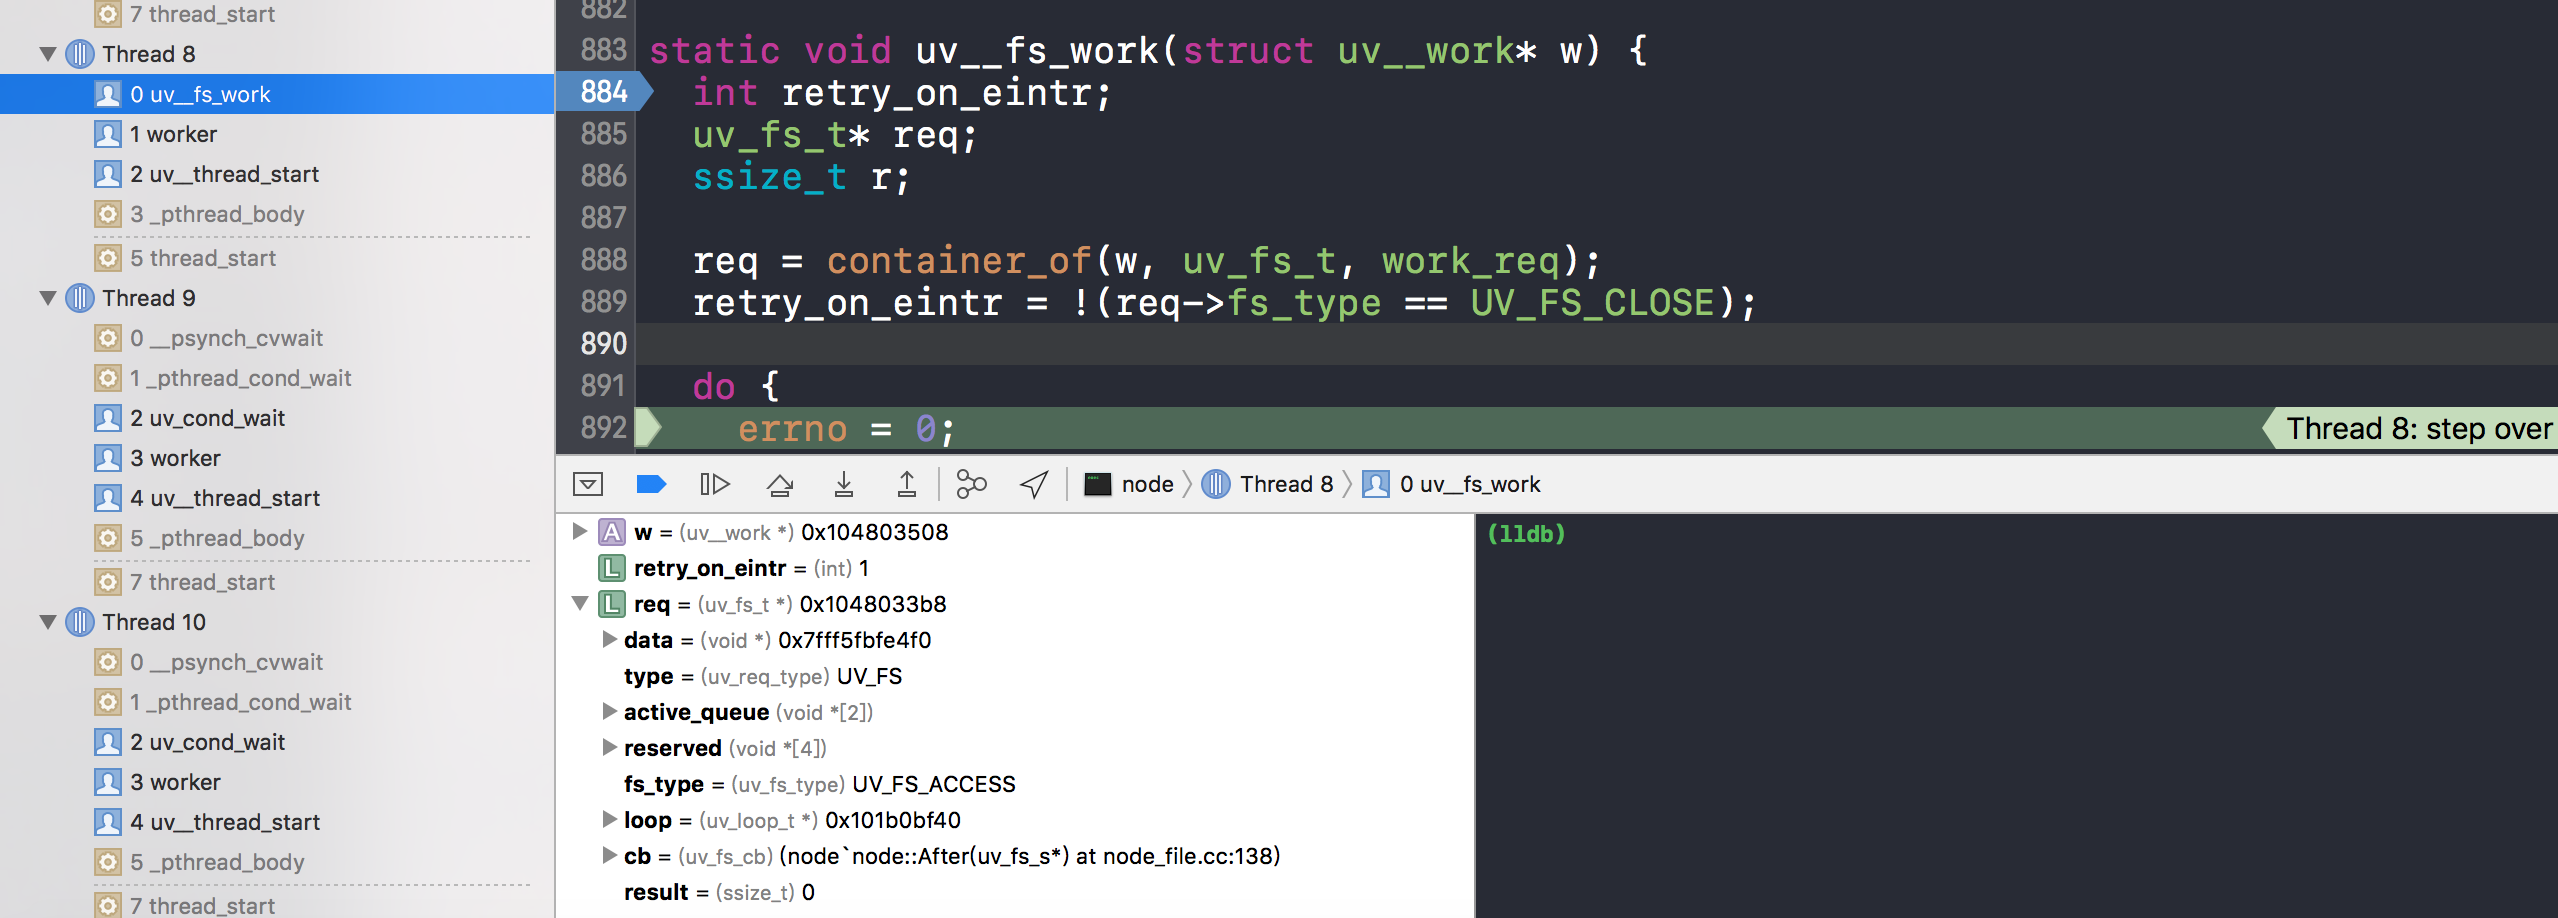 7 thread_start
Thread 8
0 uv__fs_work
1 worker
2 uv__thread_start
3 _pthread_body
5 thread_start
Thread 9
0 __psynch_cvwait
1 _pthread_cond_wait
2 uv_cond_wait
3 worker
4 uv__thread_start
5 _pthread_body
7 thread_start
Thread 10
0 __psynch_cvwait
1 _pthread_cond_wait
2 uv_cond_wait
3 worker
4 uv__thread_start
5 _pthread_body
7 thread_start
882
883 static void uv__fs_work(struct uv__work* w) {
884 int retry_on_eintr;
885 uv_fs_t* req;
886 ssize_t r;
887
888 req = container_of(w, uv_fs_t, work_req);
889 retry_on_eintr = !(req->fs_type == UV_FS_CLOSE);
890
891 do {
892 errno = 0; Thread 8: step over
node Thread 8 0 uv__fs_work
A w = (uv__work *) 0x104803508
L retry_on_eintr = (int) 1
L req = (uv_fs_t *) 0x1048033b8
data = (void *) 0x7fff5fbfe4f0
type = (uv_req_type) UV_FS
active_queue (void *[2])
reserved (void *[4])
fs_type = (uv_fs_type) UV_FS_ACCESS
loop = (uv_loop_t *) 0x101b0bf40
cb = (uv_fs_cb) (node`node::After(uv_fs_s*) at node_file.cc:138)
result = (ssize_t) 0
(lldb)